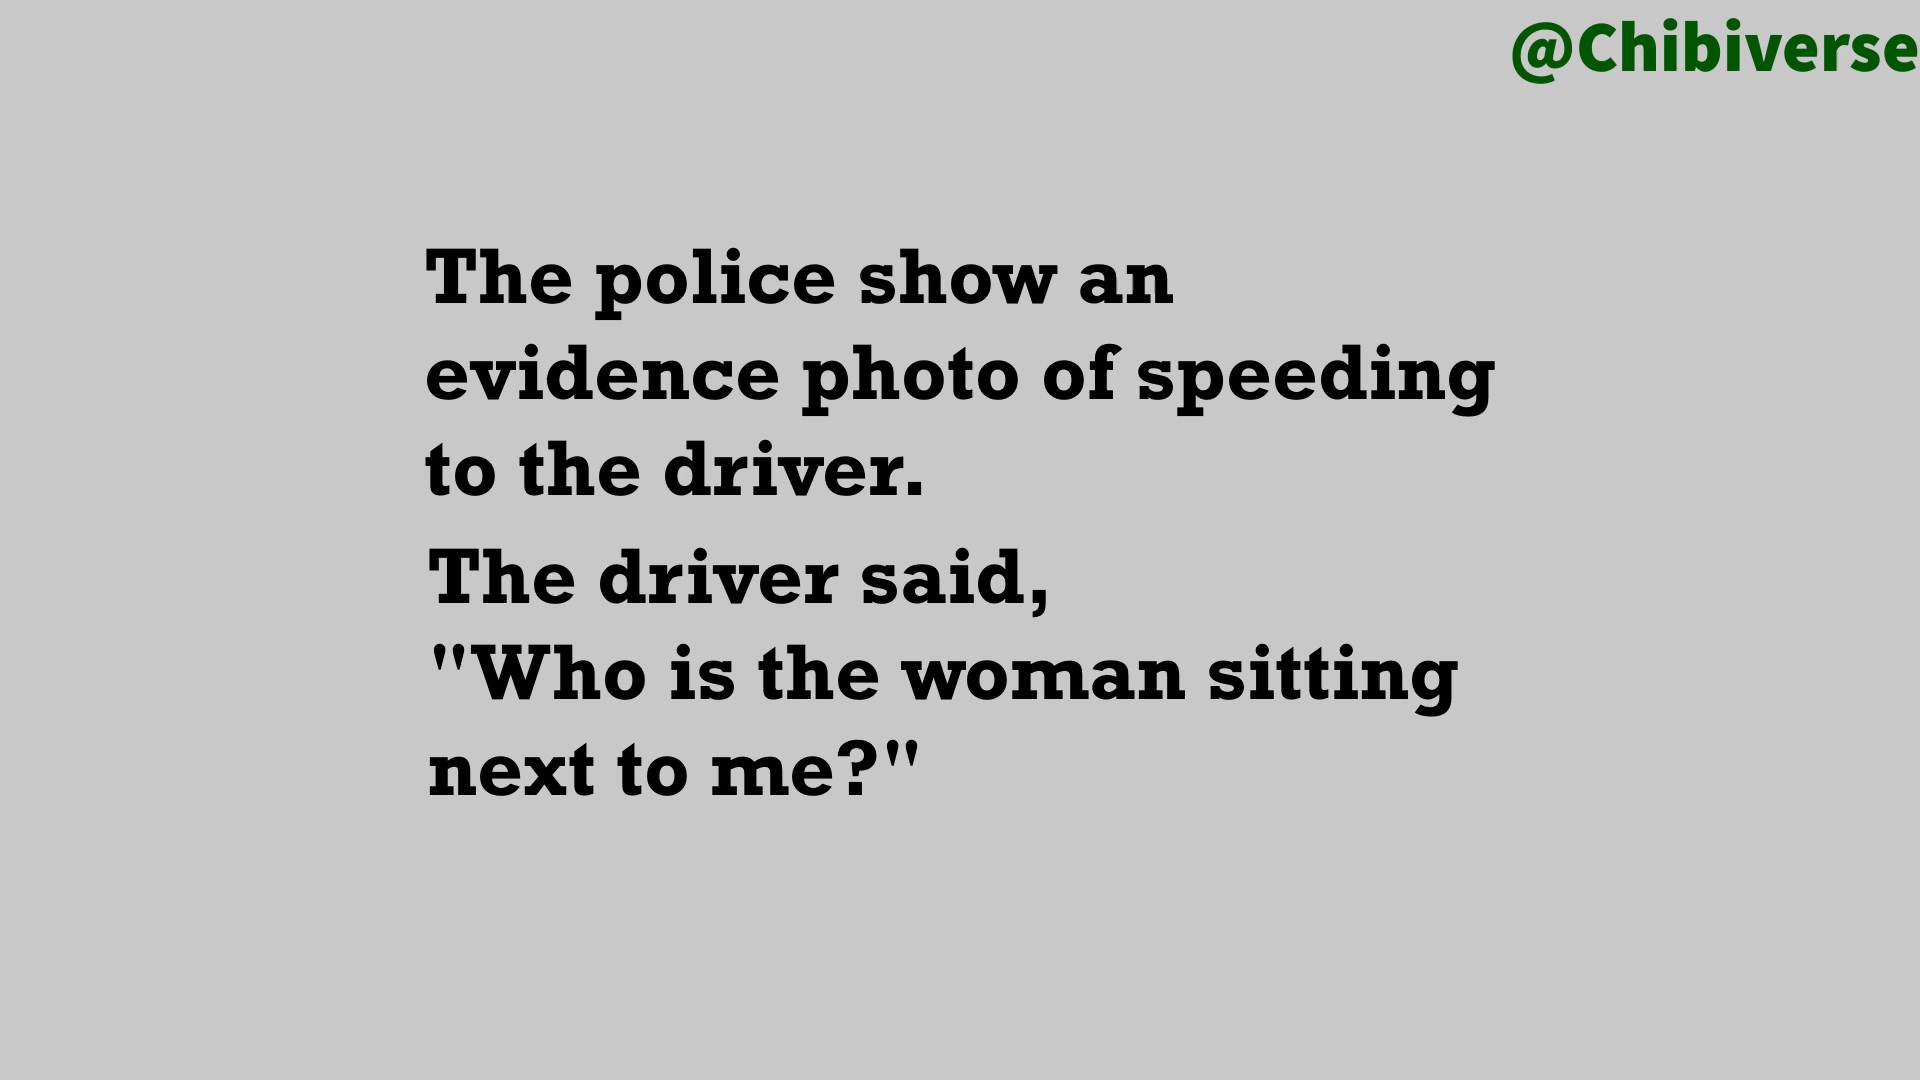 @Chibiverse
The police show an
evidence photo of speeding
to the driver.
The driver said,
"Who is the woman sitting
next to me?"